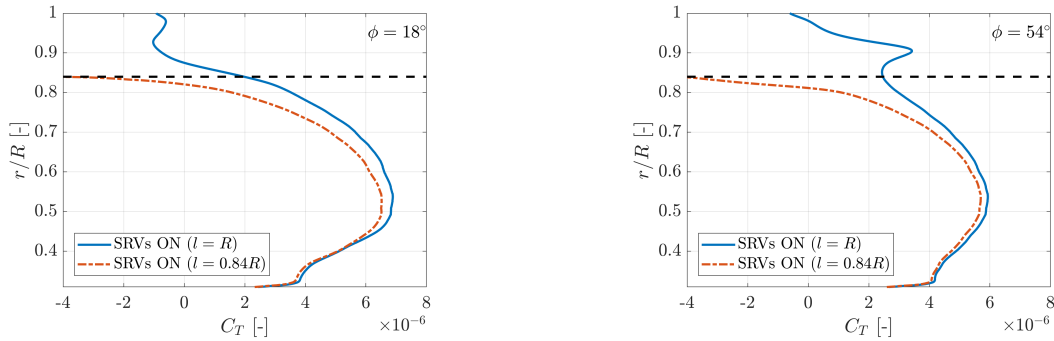 1
0.9
0.8
0.7
0.6
0.5
0.4
r/R [-]
ϕ = 18°
SRVs ON (l = R)
SRVs ON (l = 0.84R)
-4 -2 0 2 4 6 8
C_T [-]
×10⁻⁶
1
0.9
0.8
0.7
0.6
0.5
0.4
r/R [-]
ϕ = 54°
SRVs ON (l = R)
SRVs ON (l = 0.84R)
-4 -2 0 2 4 6 8
C_T [-]
×10⁻⁶